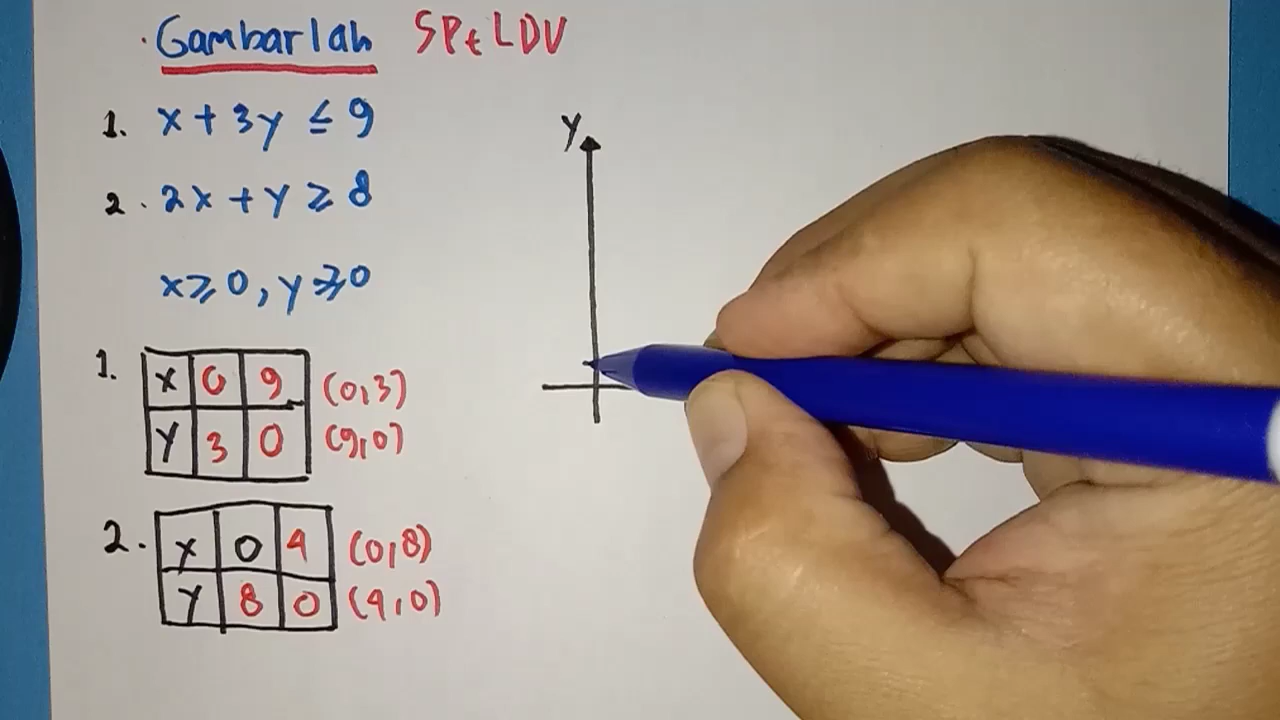 . Gambarlah SPtLDV
1. x + 3y ≤ 9
2. 2x + y ≥ 8
x ≥ 0, y ≥ 0
Y
1. x 0 9 (0,3)
y 3 0 (9,0)
2. x 0 4 (0,8)
y 8 0 (4,0)